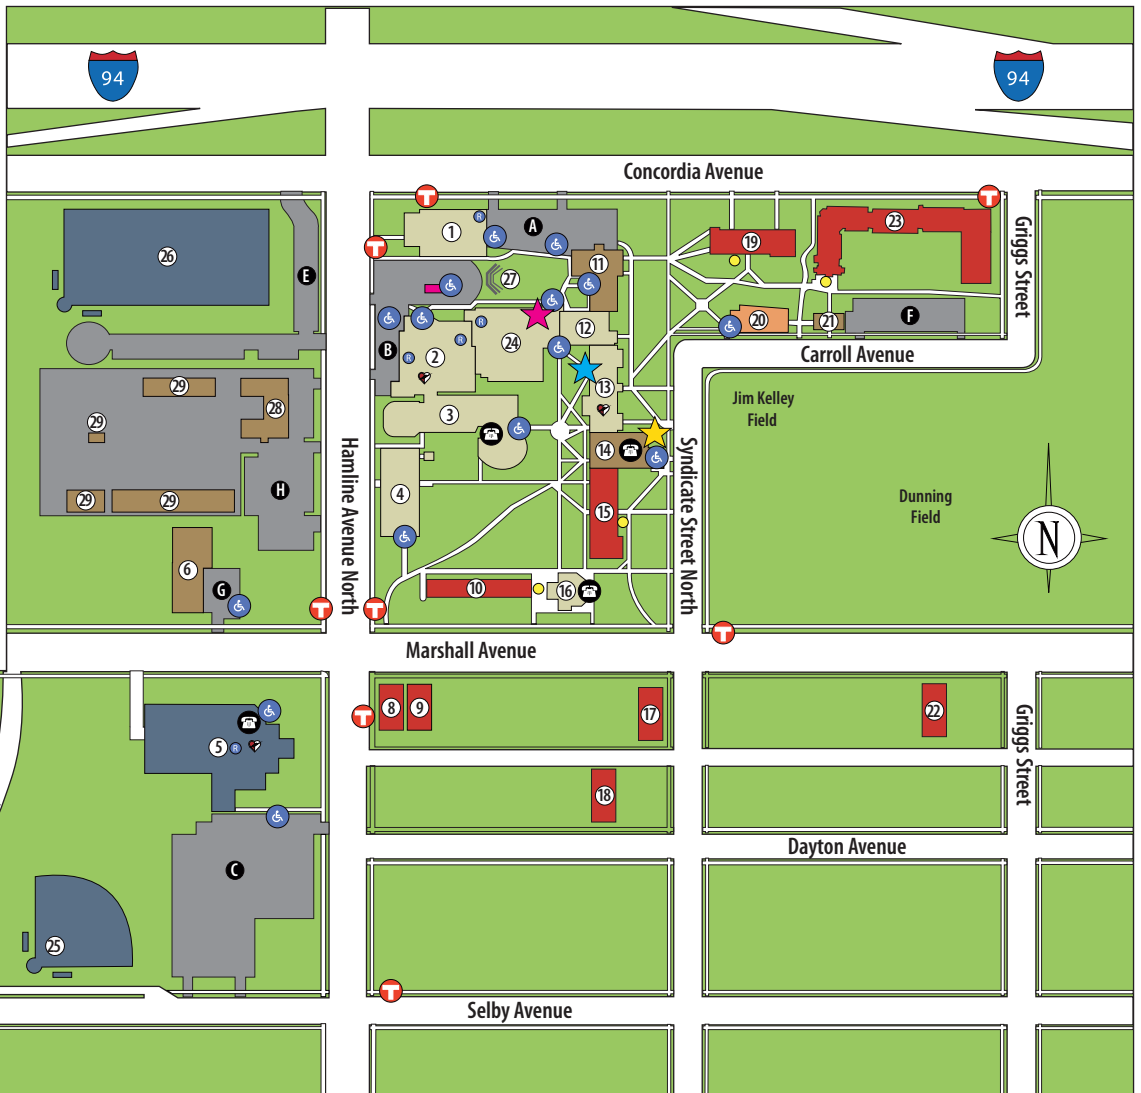 94
94
Concordia Avenue
T
T
23
R
1
A
19
T
26
11
E
27
Griggs Street
F
20
21
12
R
24
R
R
2
B
Carroll Avenue
13
29
28
29
3
Jim Kelley
Field
Hamline Avenue North
14
Syndicate Street North
H
4
29
29
15
Dunning
Field
N
6
G
10
16
T
T
T
Marshall Avenue
8
9
T
17
22
Griggs Street
5
R
18
Dayton Avenue
C
25
T
Selby Avenue